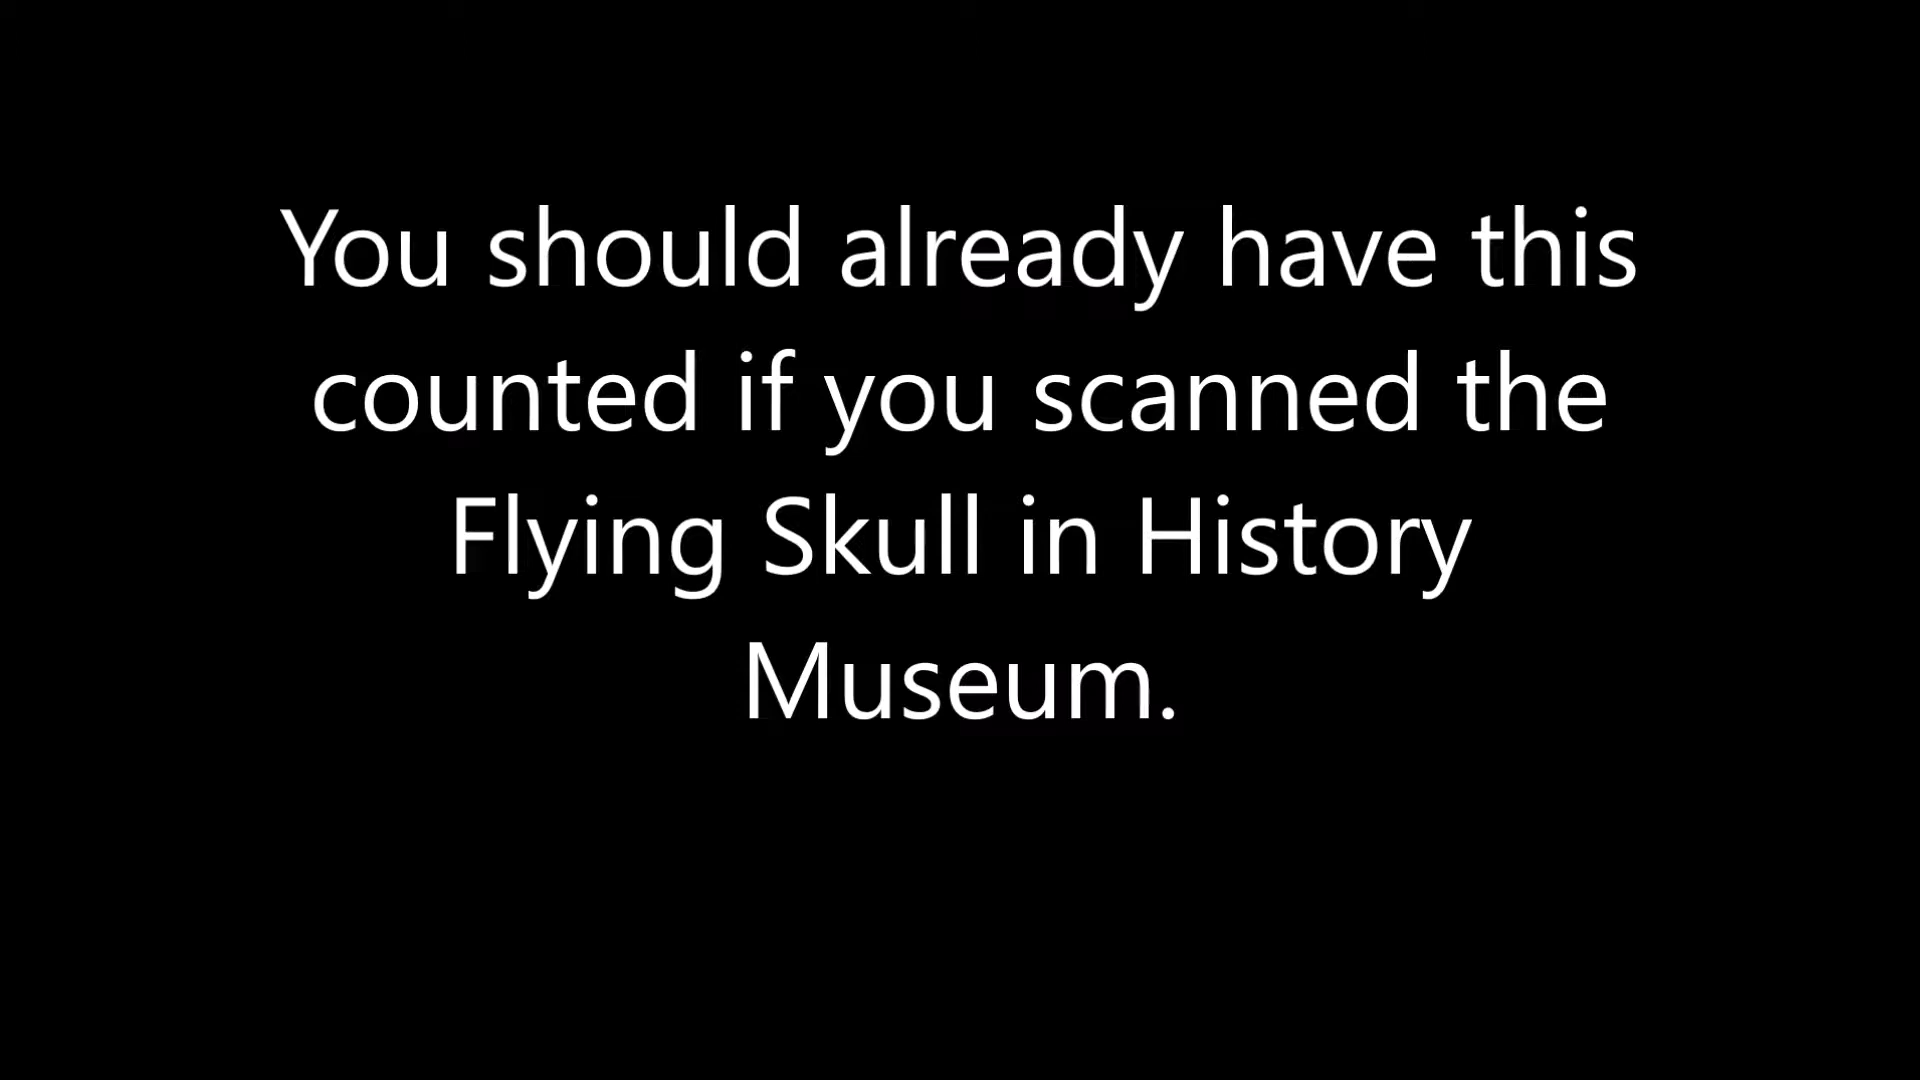 You should already have this
counted if you scanned the
Flying Skull in History
Museum.